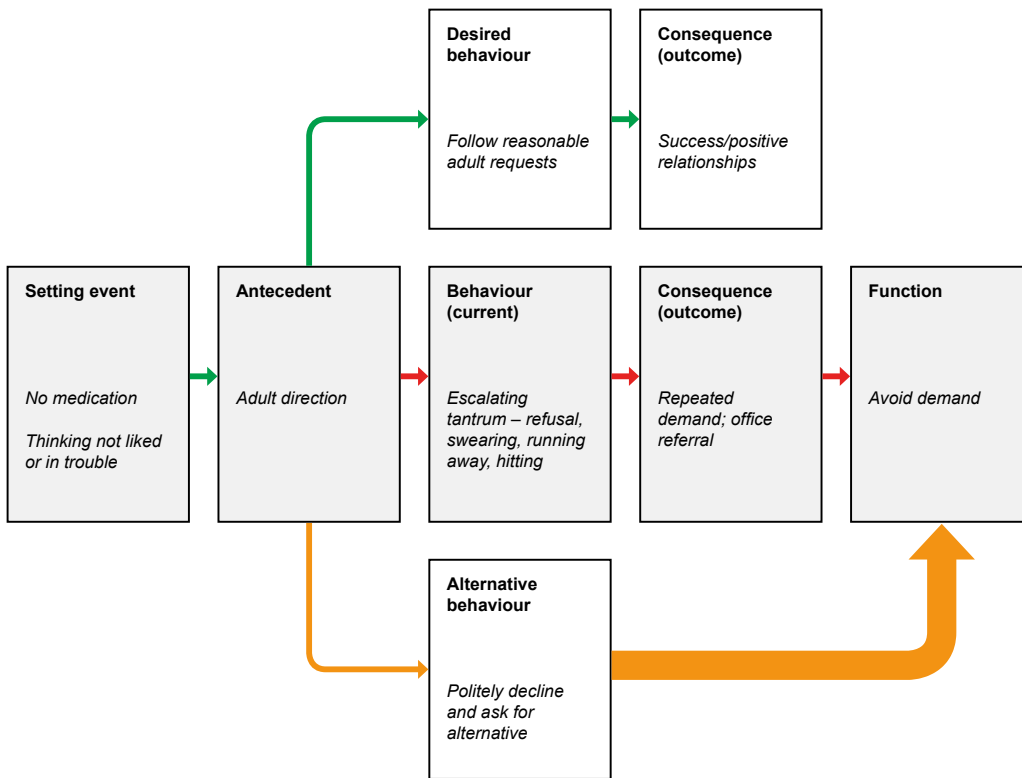 Desired
behaviour
Follow reasonable
adult requests
Consequence
(outcome)
Success/positive
relationships
Setting event
No medication
Thinking not liked
or in trouble
Antecedent
Adult direction
Behaviour
(current)
Escalating
tantrum – refusal,
swearing, running
away, hitting
Consequence
(outcome)
Repeated
demand; office
referral
Function
Avoid demand
Alternative
behaviour
Politely decline
and ask for
alternative